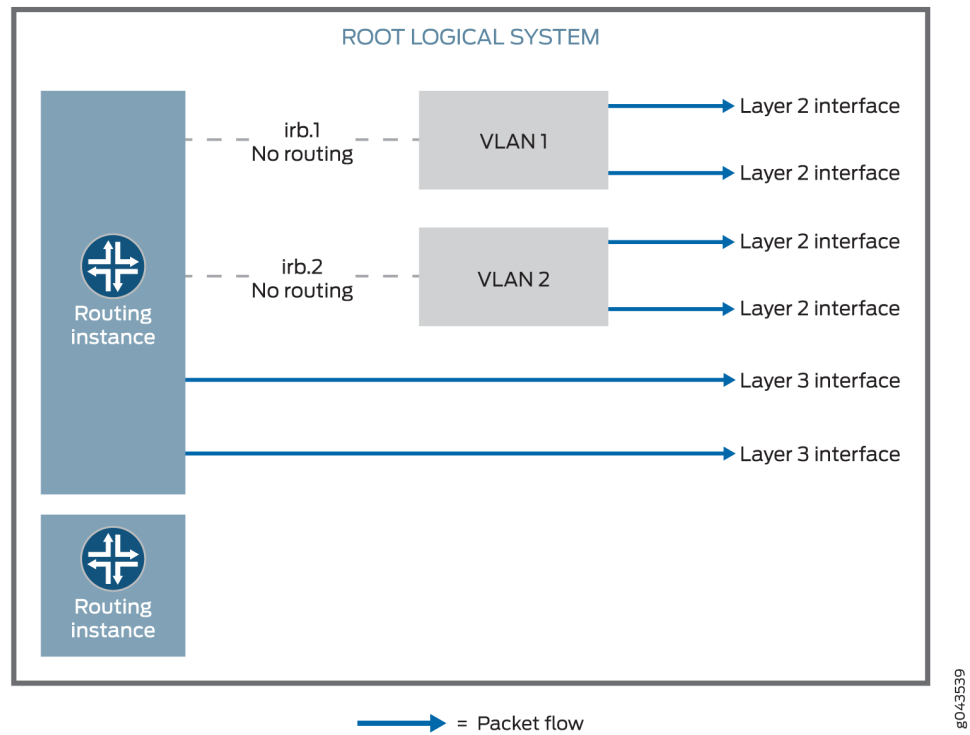 ROOT LOGICAL SYSTEM
irb.1
No routing
VLAN 1
Layer 2 interface
Layer 2 interface
irb.2
No routing
VLAN 2
Layer 2 interface
Layer 2 interface
Routing
instance
Layer 3 interface
Layer 3 interface
Routing
instance
= Packet flow
g043539